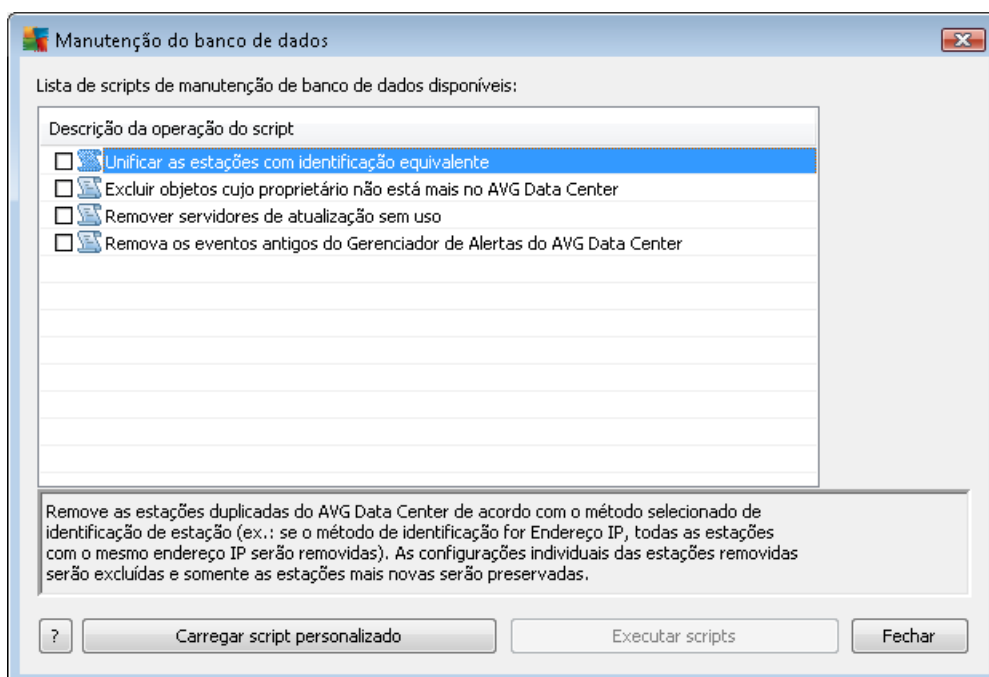 Manutenção do banco de dados
Lista de scripts de manutenção de banco de dados disponíveis:
Descrição da operação do script
Unificar as estações com identificação equivalente
Excluir objetos cujo proprietário não está mais no AVG Data Center
Remover servidores de atualização sem uso
Remova os eventos antigos do Gerenciador de Alertas do AVG Data Center
Remove as estações duplicadas do AVG Data Center de acordo com o método selecionado de
identificação de estação (ex.: se o método de identificação for Endereço IP, todas as estações
com o mesmo endereço IP serão removidas). As configurações individuais das estações removidas
serão excluídas e somente as estações mais novas serão preservadas.
? Carregar script personalizado Executar scripts Fechar